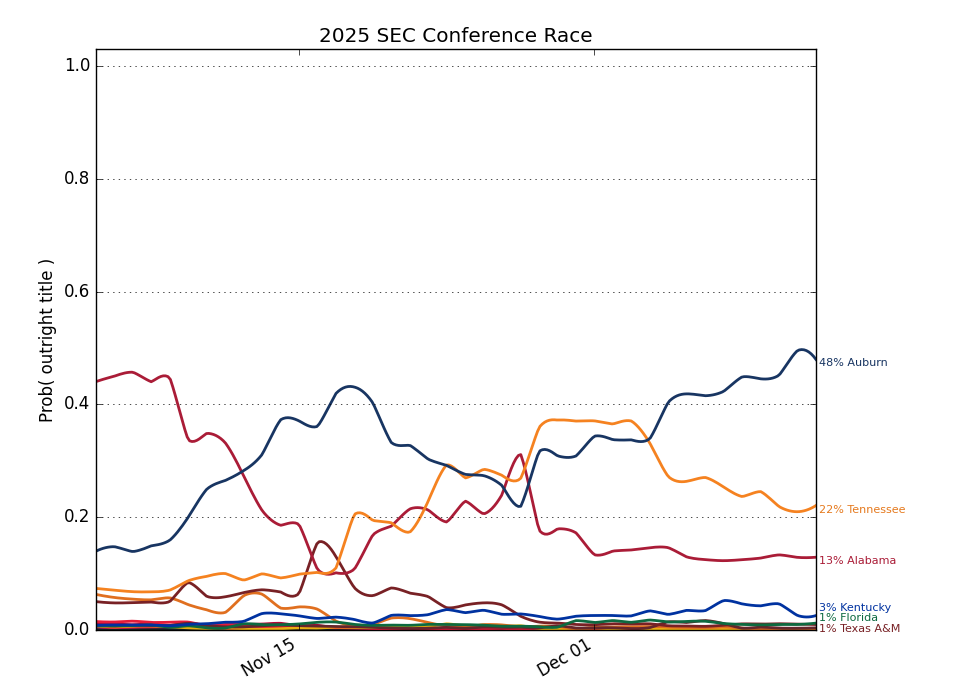 2025 SEC Conference Race
Prob( outright title )
1.0
0.8
0.6
0.4
0.2
0.0
Nov 15
Dec 01
48% Auburn
22% Tennessee
13% Alabama
3% Kentucky
1% Florida
1% Texas A&M